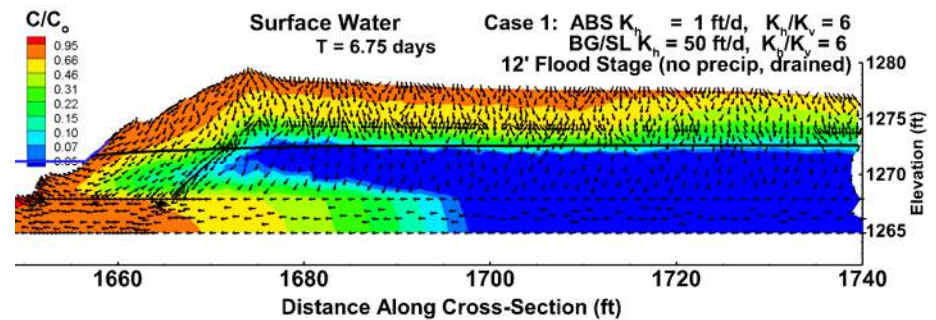 C/Co
0.95
0.66
0.46
0.31
0.22
0.15
0.10
0.07
0.05
Surface Water
T = 6.75 days
Case 1: ABS Kh = 1 ft/d, Kh/Kv = 6
BG/SL Kh = 50 ft/d, Kh/Kv = 6
12' Flood Stage (no precip, drained)
1280
1275
1270
1265
Elevation (ft)
1660 1680 1700 1720 1740
Distance Along Cross-Section (ft)